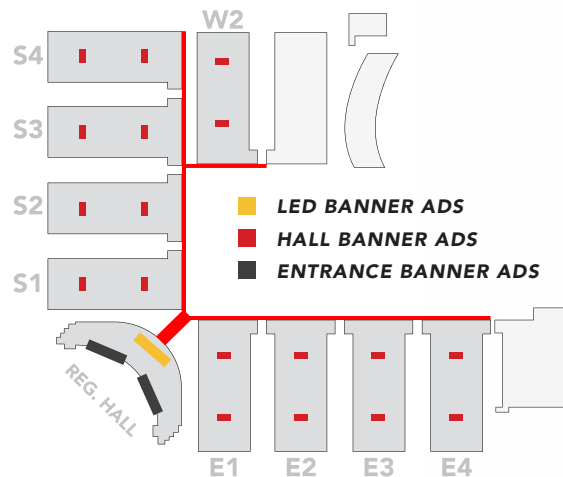 W2
S4
S3
S2
LED BANNER ADS
HALL BANNER ADS
ENTRANCE BANNER ADS
S1
REG. HALL
E1
E2
E3
E4